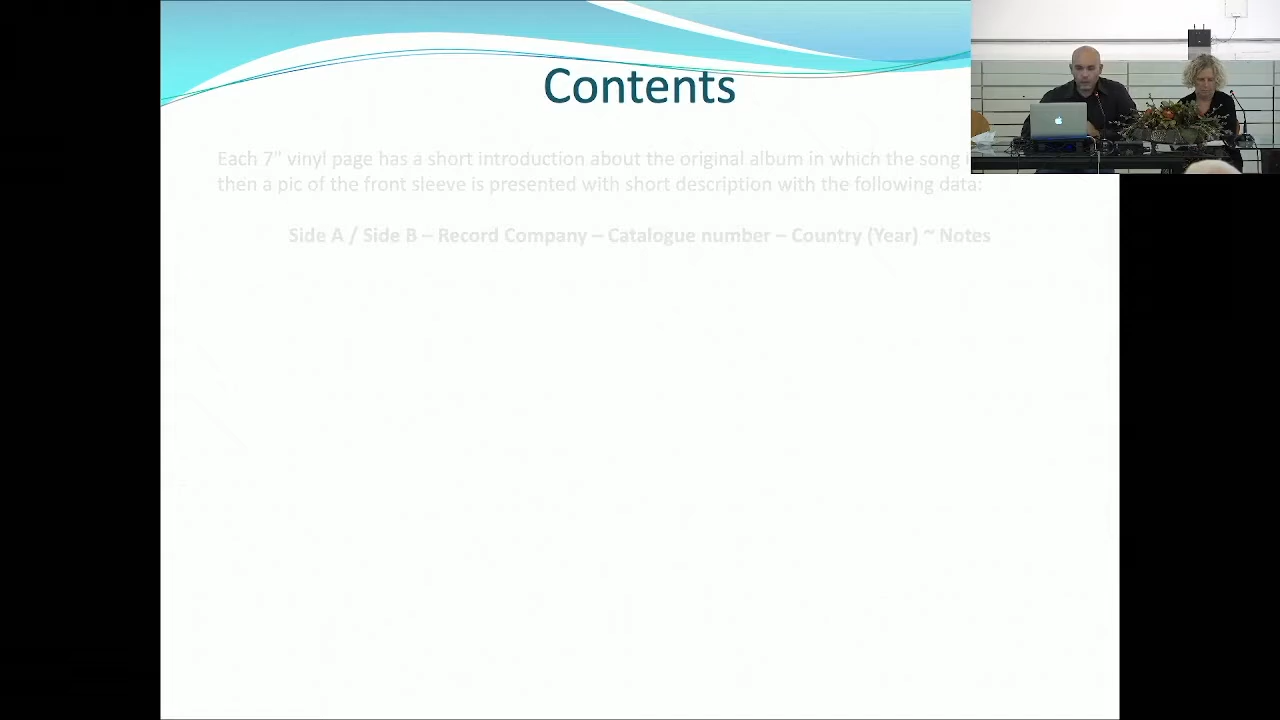 Contents
Each 7" vinyl page has a short introduction about the original album in which the song
then a pic of the front sleeve is presented with short description with the following data:
Side A / Side B – Record Company – Catalogue number – Country (Year) ~ Notes